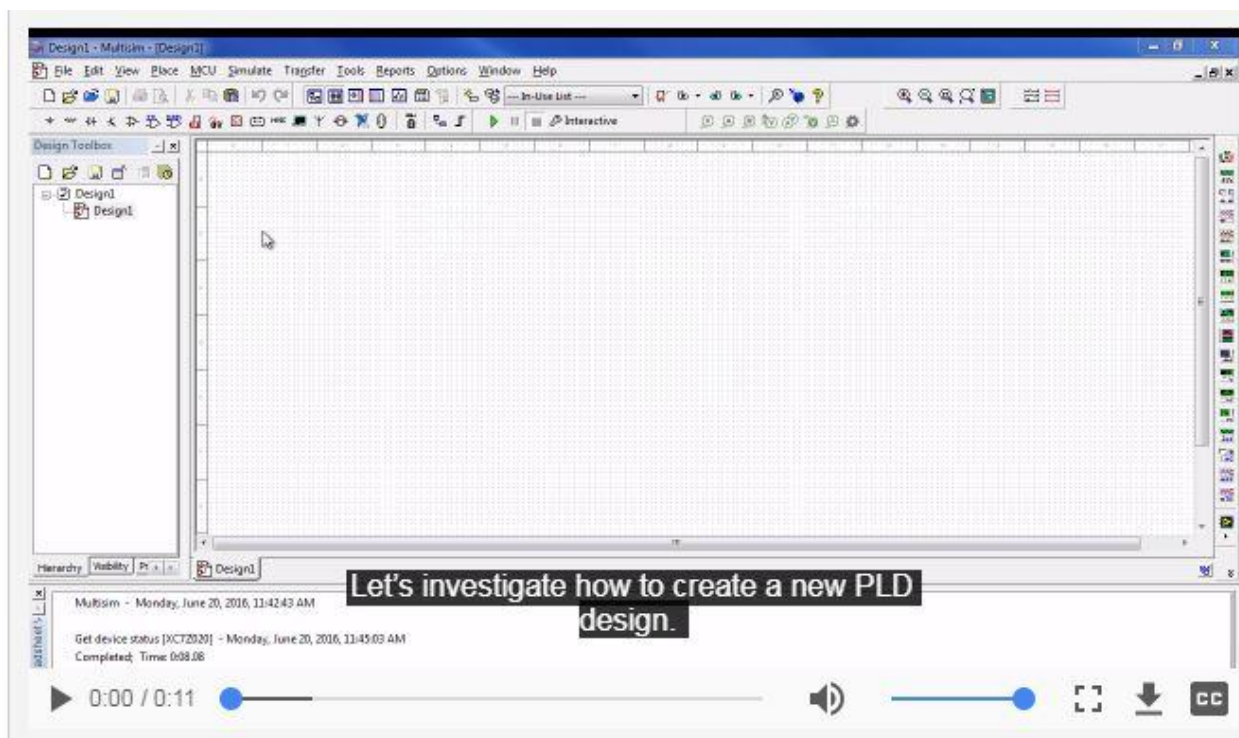 Design1 - Multisim - [Design1]
File Edit View Place MCU Simulate Transfer Tools Reports Options Window Help
--- In-Use List ---
Interactive
Design Toolbox
Design1
Design1
Hierarchy Visibility
Design1
Let's investigate how to create a new PLD
design.
Multisim - Monday, June 20, 2016, 11:42:43 AM
Get device status [XC7Z020] - Monday, June 20, 2016, 11:45:03 AM
Completed; Time: 0:08.08
0:00 / 0:11
CC